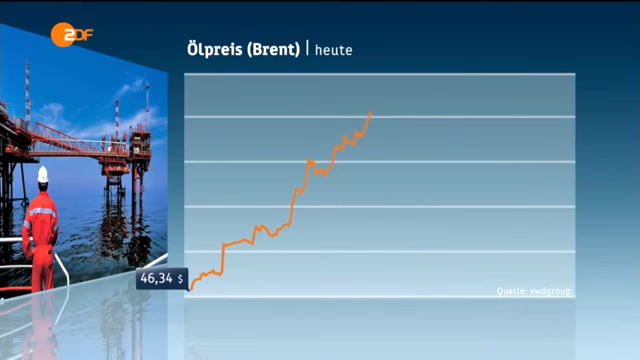 ZDF
Ölpreis (Brent) | heute
46,34 $
Quelle: vwdgroup: